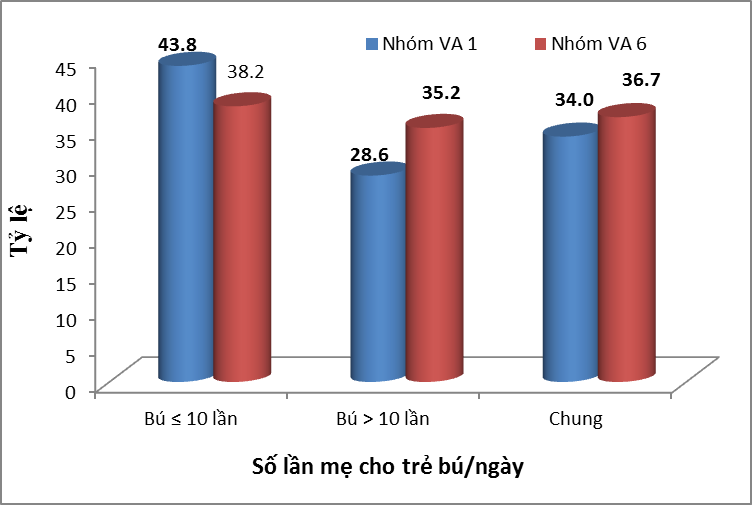 Nhóm VA 1
Nhóm VA 6
43.8
38.2
28.6
35.2
34.0
36.7
45
40
35
30
25
20
15
10
5
0
Tỷ lệ
Bú ≤ 10 lần
Bú > 10 lần
Chung
Số lần mẹ cho trẻ bú/ngày